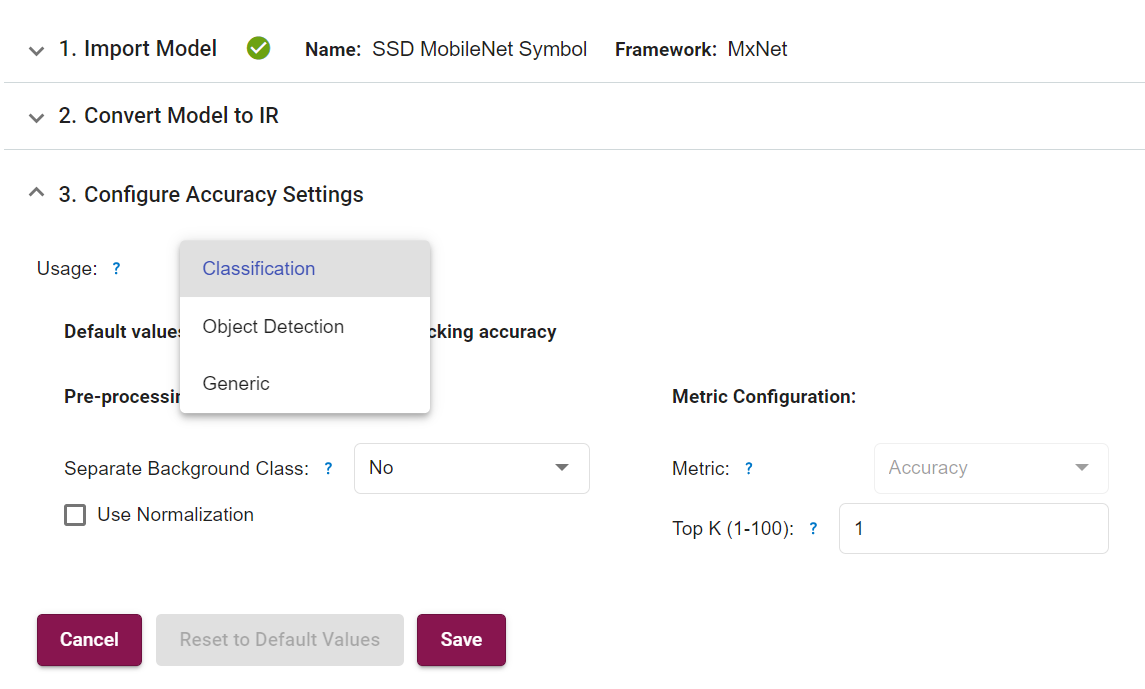 1. Import Model Name: SSD MobileNet Symbol Framework: MxNet
2. Convert Model to IR
3. Configure Accuracy Settings
Usage: ? Classification
Object Detection
Default values cking accuracy
Generic
Pre-processin Metric Configuration:
Separate Background Class: ? No Metric: ? Accuracy
Use Normalization
Top K (1-100): ? 1
Cancel Reset to Default Values Save